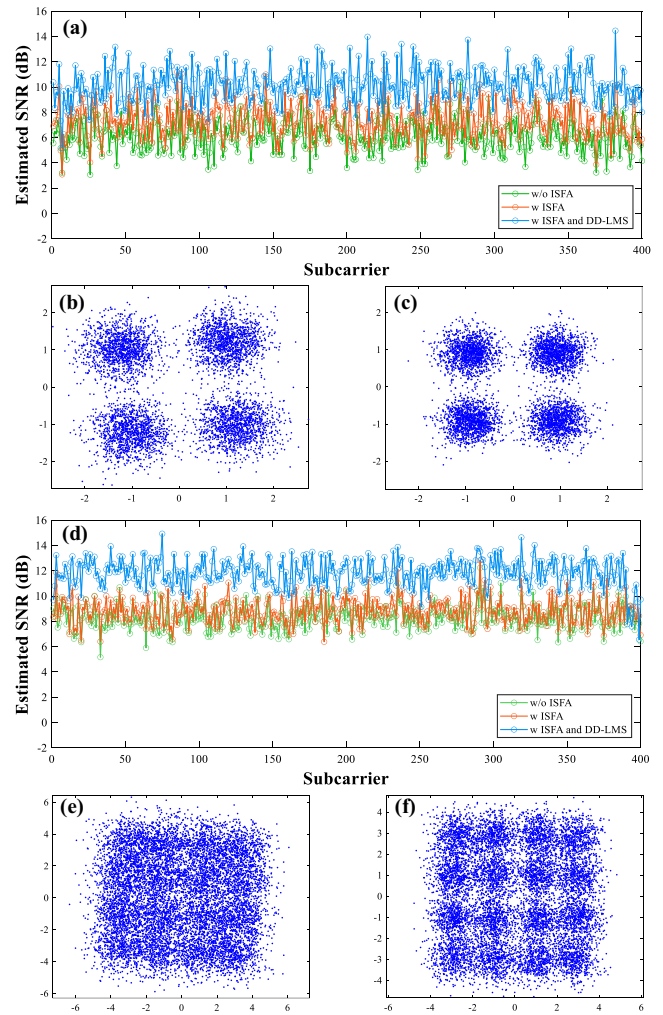 (a)
Estimated SNR (dB)
16
14
12
10
8
6
4
2
0
-2
w/o ISFA
w ISFA
w ISFA and DD-LMS
0 50 100 150 200 250 300 350 400
Subcarrier
(b)
2
1
0
-1
-2
-2 -1 0 1 2
(c)
2
1
0
-1
-2
-2 -1 0 1 2
(d)
Estimated SNR (dB)
16
14
12
10
8
6
4
2
0
-2
w/o ISFA
w ISFA
w ISFA and DD-LMS
0 50 100 150 200 250 300 350 400
Subcarrier
(e)
6
4
2
0
-2
-4
-6
-6 -4 -2 0 2 4 6
(f)
4
3
2
1
0
-1
-2
-3
-4
-6 -4 -2 0 2 4 6